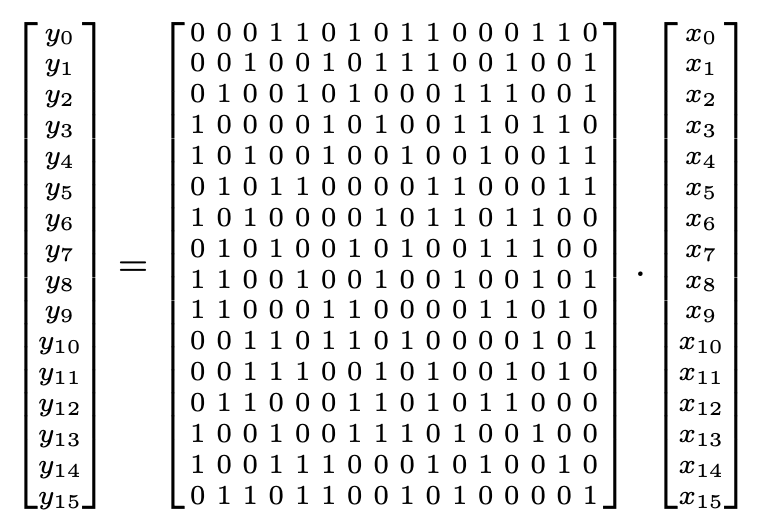 y₀ 0 0 0 1 1 0 1 0 1 1 0 0 0 1 1 0 x₀
y₁ 0 0 1 0 0 1 0 1 1 1 0 0 1 0 0 1 x₁
y₂ 0 1 0 0 1 0 1 0 0 0 1 1 1 0 0 1 x₂
y₃ 1 0 0 0 0 1 0 1 0 0 1 1 0 1 1 0 x₃
y₄ 1 0 1 0 0 1 0 0 1 0 0 1 0 0 1 1 x₄
y₅ 0 1 0 1 1 0 0 0 0 1 1 0 0 0 1 1 x₅
y₆ 1 0 1 0 0 0 0 1 0 1 1 0 1 1 0 0 x₆
y₇ 0 1 0 1 0 0 1 0 1 0 0 1 1 1 0 0 x₇
= ·
y₈ 1 1 0 0 1 0 0 1 0 0 1 0 0 1 0 1 x₈
y₉ 1 1 0 0 0 1 1 0 0 0 0 1 1 0 1 0 x₉
y₁₀ 0 0 1 1 0 1 1 0 1 0 0 0 0 1 0 1 x₁₀
y₁₁ 0 0 1 1 1 0 0 1 0 1 0 0 1 0 1 0 x₁₁
y₁₂ 0 1 1 0 0 0 1 1 0 1 0 1 1 0 0 0 x₁₂
y₁₃ 1 0 0 1 0 0 1 1 1 0 1 0 0 1 0 0 x₁₃
y₁₄ 1 0 0 1 1 1 0 0 0 1 0 1 0 0 1 0 x₁₄
y₁₅ 0 1 1 0 1 1 0 0 1 0 1 0 0 0 0 1 x₁₅